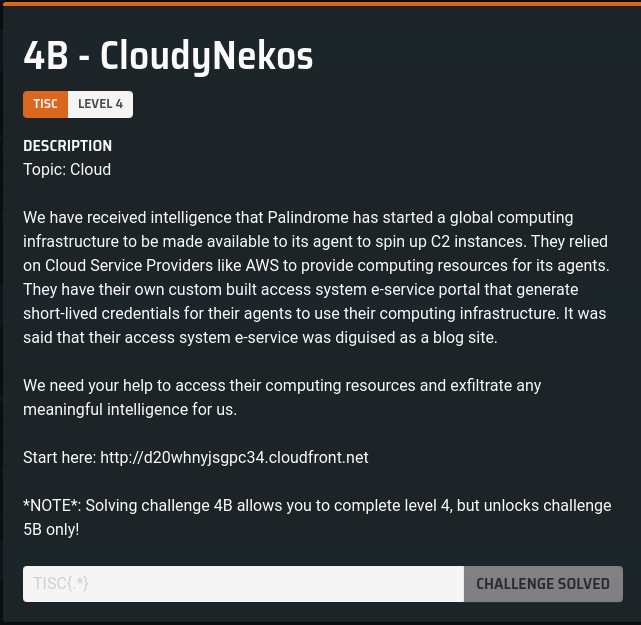 4B - CloudyNekos
TISC LEVEL 4
DESCRIPTION
Topic: Cloud
We have received intelligence that Palindrome has started a global computing
infrastructure to be made available to its agent to spin up C2 instances. They relied
on Cloud Service Providers like AWS to provide computing resources for its agents.
They have their own custom built access system e-service portal that generate
short-lived credentials for their agents to use their computing infrastructure. It was
said that their access system e-service was diguised as a blog site.
We need your help to access their computing resources and exfiltrate any
meaningful intelligence for us.
Start here: http://d20whnyjsgpc34.cloudfront.net
*NOTE*: Solving challenge 4B allows you to complete level 4, but unlocks challenge
5B only!
TISC{.*} CHALLENGE SOLVED